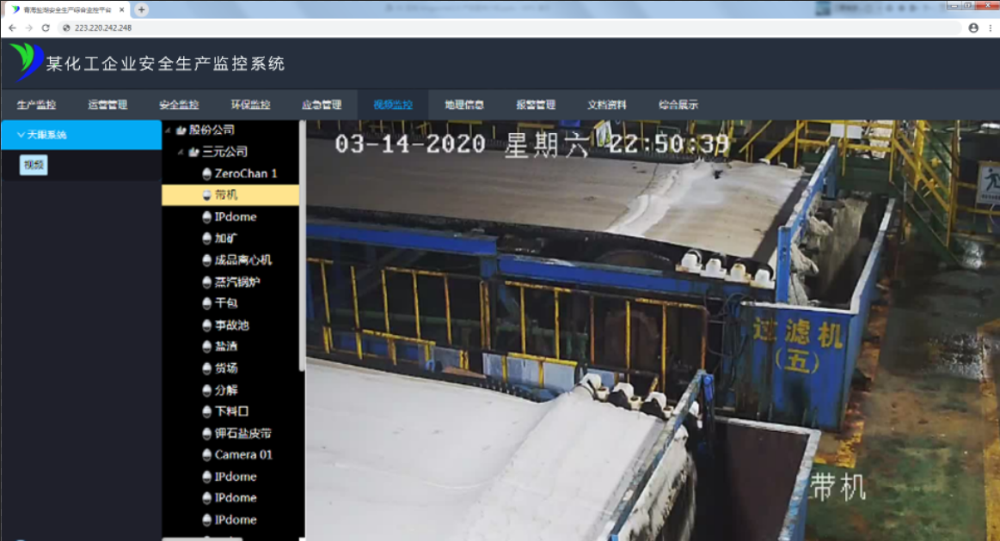 青海盐湖安全生产综合监控平台
223.220.242.248
某化工企业安全生产监控系统
生产监控 运营管理 安全监控 环保监控 应急管理 视频监控 地理信息 报警管理 文档资料 综合展示
天眼系统
视频
股份公司
三元公司
ZeroChan 1
带机
IPdome
加矿
成品离心机
蒸汽锅炉
干包
事故池
盐渣
货场
分解
下料口
钾石盐皮带
Camera 01
IPdome
IPdome
IPdome
03-14-2020 星期六 22:50:39
过滤机
(五)
带机